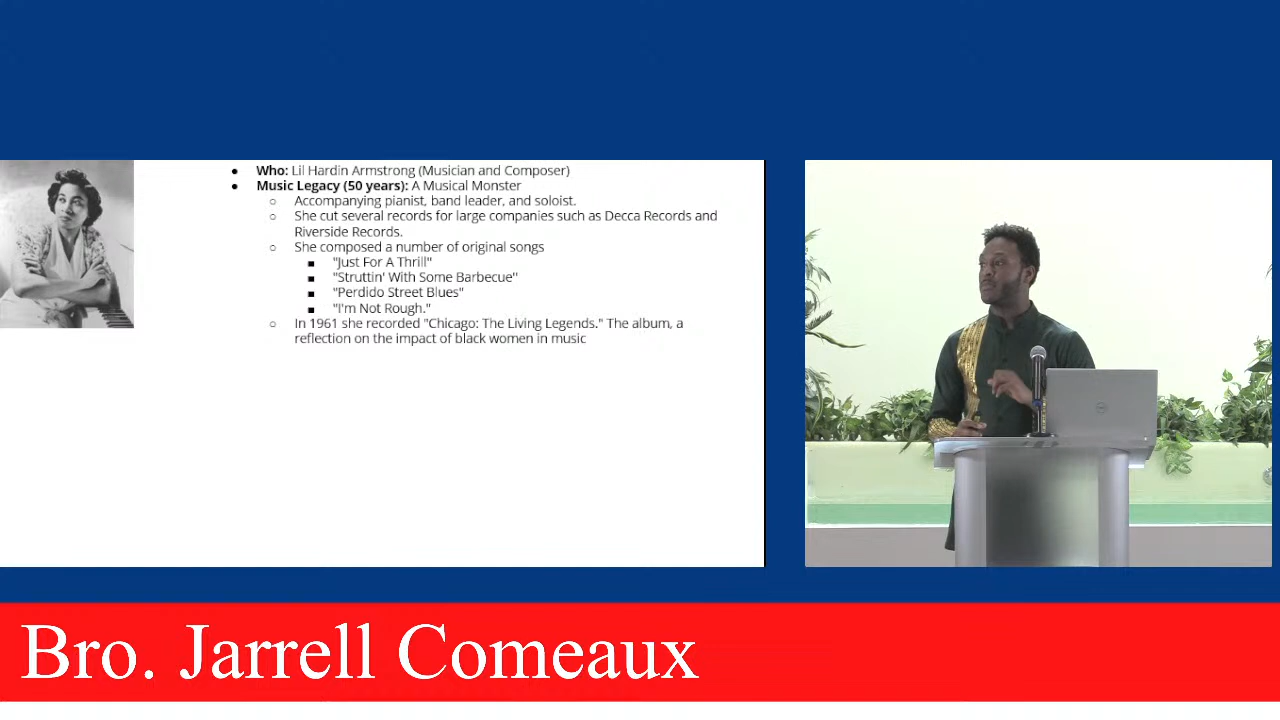 Who: Lil Hardin Armstrong (Musician and Composer)
Music Legacy (50 years): A Musical Monster
Accompanying pianist, band leader, and soloist.
She cut several records for large companies such as Decca Records and
Riverside Records.
She composed a number of original songs
"Just For A Thrill"
"Struttin' With Some Barbecue"
"Perdido Street Blues"
"I'm Not Rough."
In 1961 she recorded "Chicago: The Living Legends." The album, a
reflection on the impact of black women in music
Bro. Jarrell Comeaux